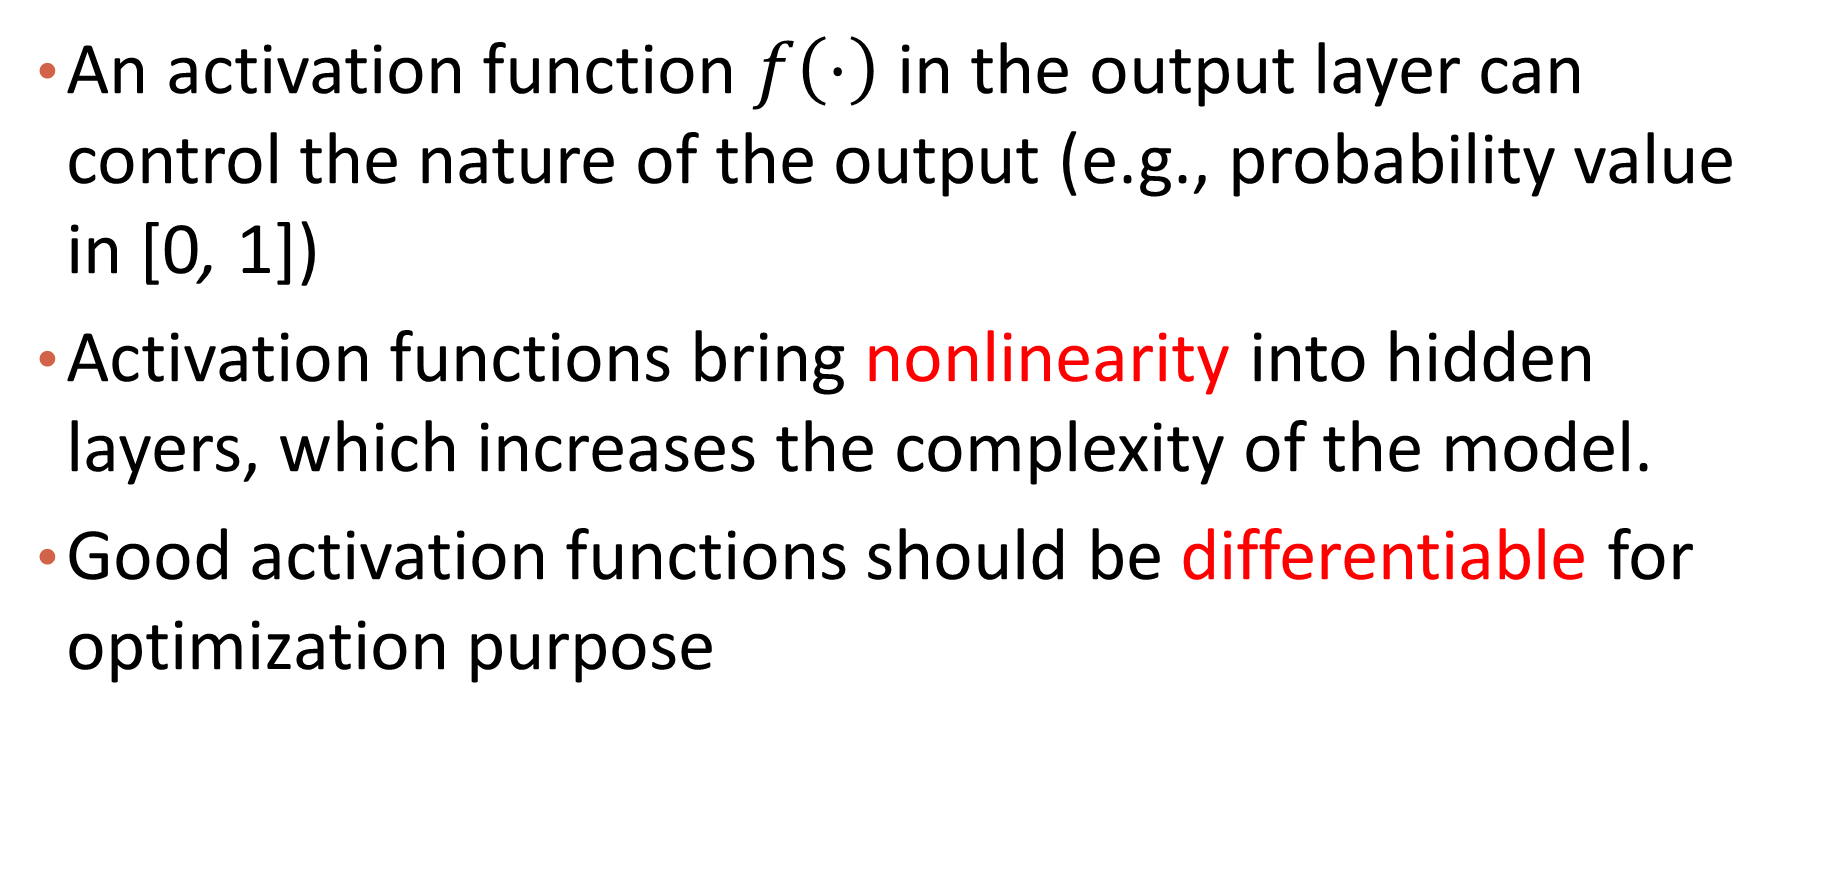 •An activation function f(·) in the output layer can
control the nature of the output (e.g., probability value
in [0, 1])
•Activation functions bring nonlinearity into hidden
layers, which increases the complexity of the model.
•Good activation functions should be differentiable for
optimization purpose